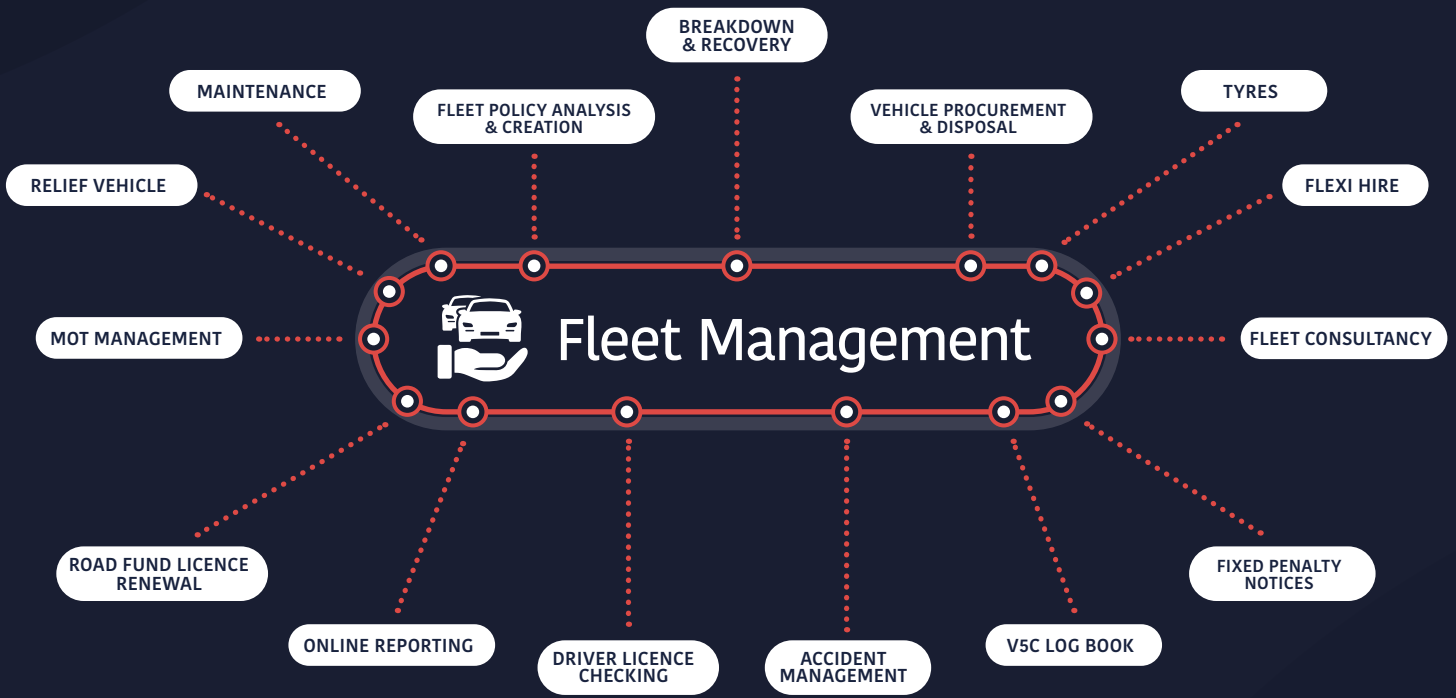 BREAKDOWN
& RECOVERY
MAINTENANCE
FLEET POLICY ANALYSIS
& CREATION
VEHICLE PROCUREMENT
& DISPOSAL
TYRES
RELIEF VEHICLE
FLEXI HIRE
MOT MANAGEMENT
Fleet Management
FLEET CONSULTANCY
ROAD FUND LICENCE
RENEWAL
FIXED PENALTY
NOTICES
ONLINE REPORTING
DRIVER LICENCE
CHECKING
ACCIDENT
MANAGEMENT
V5C LOG BOOK